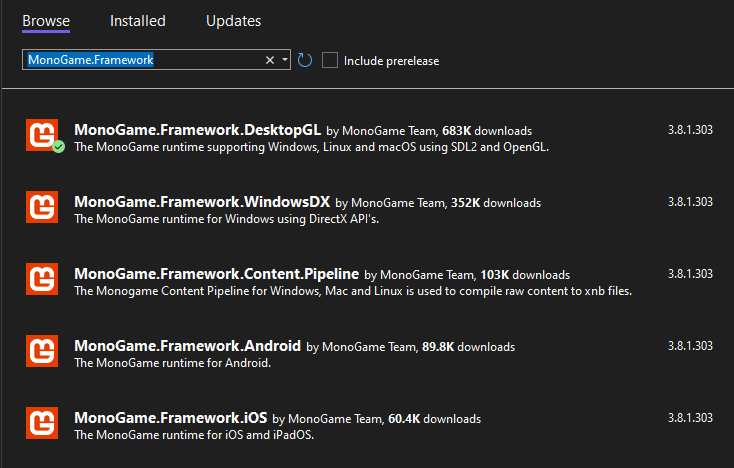 Browse Installed Updates
MonoGame.Framework
Include prerelease
MonoGame.Framework.DesktopGL by MonoGame Team, 683K downloads 3.8.1.303
The MonoGame runtime supporting Windows, Linux and macOS using SDL2 and OpenGL.
MonoGame.Framework.WindowsDX by MonoGame Team, 352K downloads 3.8.1.303
The MonoGame runtime for Windows using DirectX API's.
MonoGame.Framework.Content.Pipeline by MonoGame Team, 103K downloads 3.8.1.303
The Monogame Content Pipeline for Windows, Mac and Linux is used to compile raw content to xnb files.
MonoGame.Framework.Android by MonoGame Team, 89.8K downloads 3.8.1.303
The MonoGame runtime for Android.
MonoGame.Framework.iOS by MonoGame Team, 60.4K downloads 3.8.1.303
The MonoGame runtime for iOS amd iPadOS.